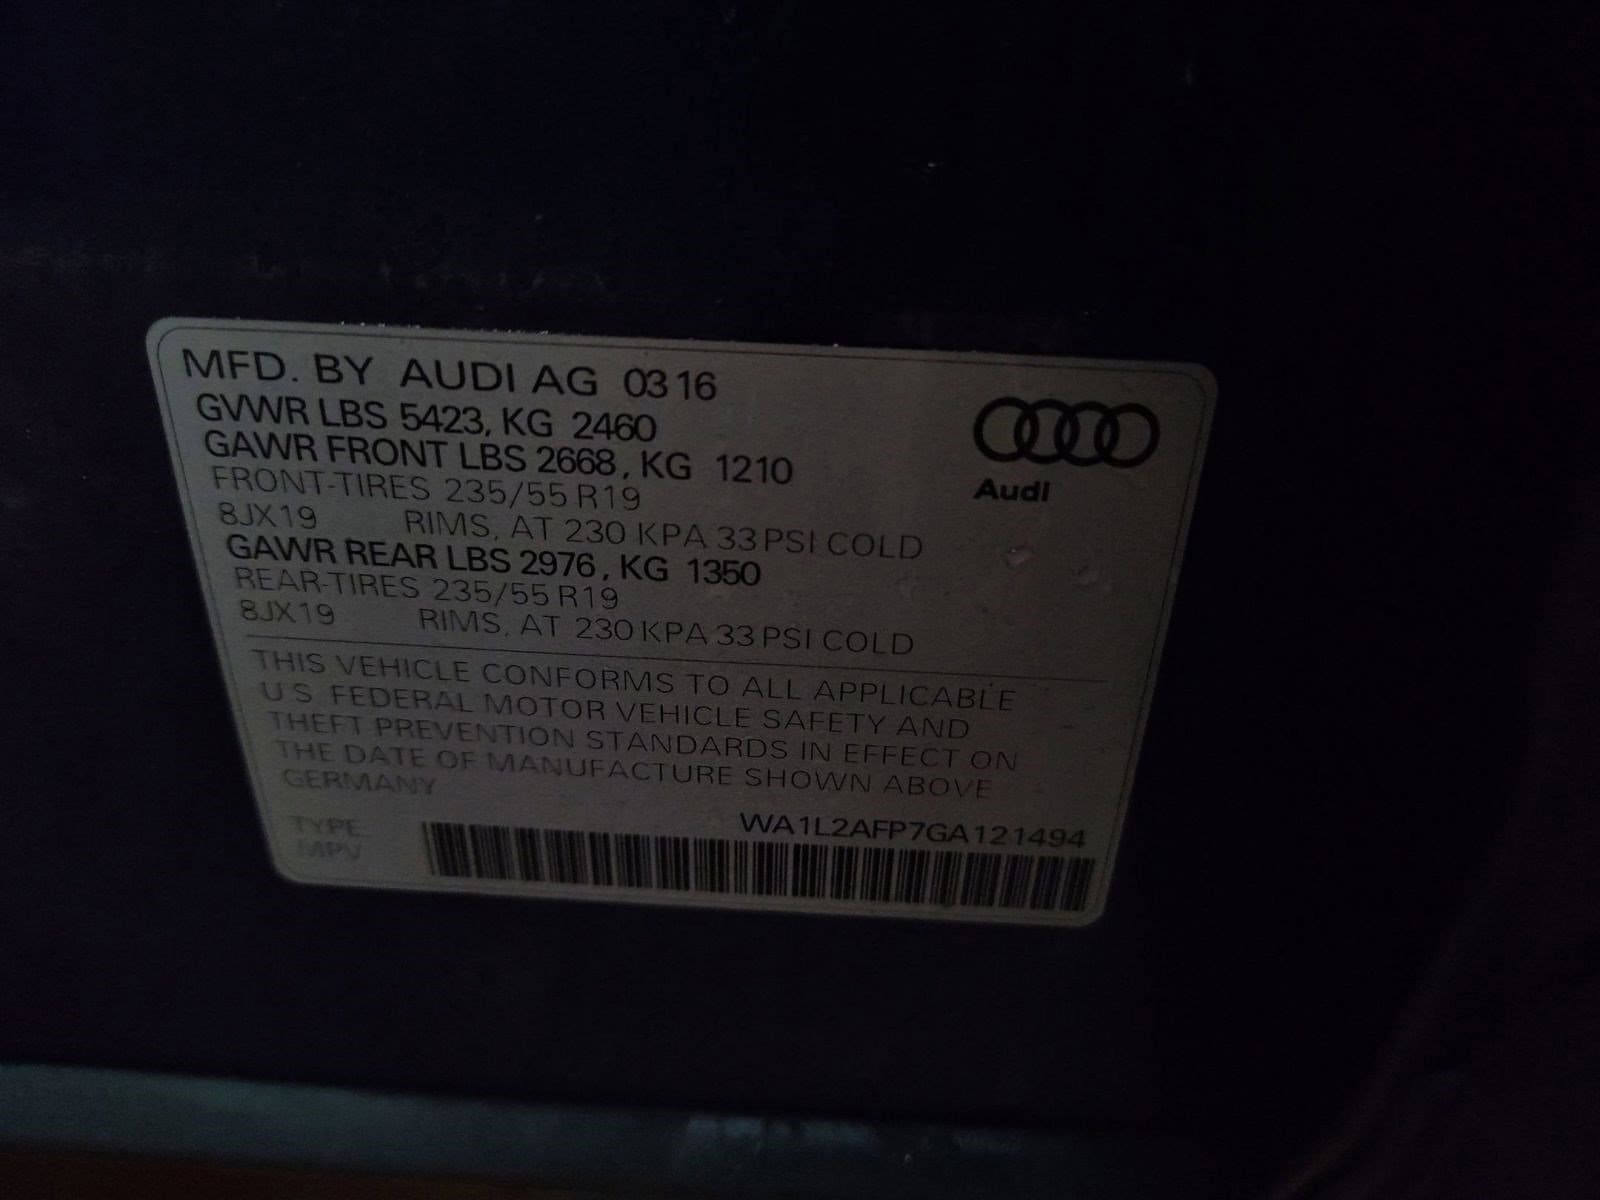 MFD. BY AUDI AG 03 16
GVWR LBS 5423, KG 2460
GAWR FRONT LBS 2668, KG 1210
FRONT-TIRES 235/55 R19
8JX19 RIMS, AT 230 KPA 33 PSI COLD
GAWR REAR LBS 2976, KG 1350
REAR-TIRES 235/55 R19
8JX19 RIMS, AT 230 KPA 33 PSI COLD
Audi
THIS VEHICLE CONFORMS TO ALL APPLICABLE
U S FEDERAL MOTOR VEHICLE SAFETY AND
THEFT PREVENTION STANDARDS IN EFFECT ON
THE DATE OF MANUFACTURE SHOWN ABOVE
GERMANY
WA1L2AFP7GA121494
TYPE
MPV